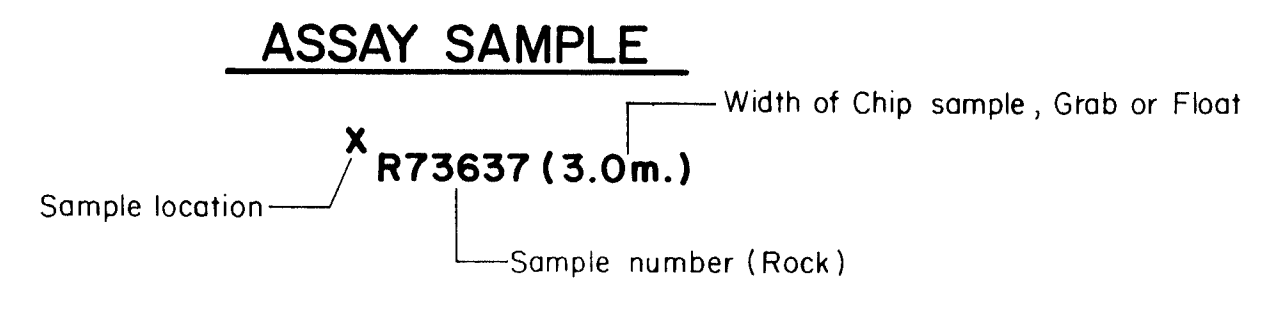 ASSAY SAMPLE
Width of Chip sample, Grab or Float
X
R73637 (3.0m.)
Sample location
Sample number (Rock)